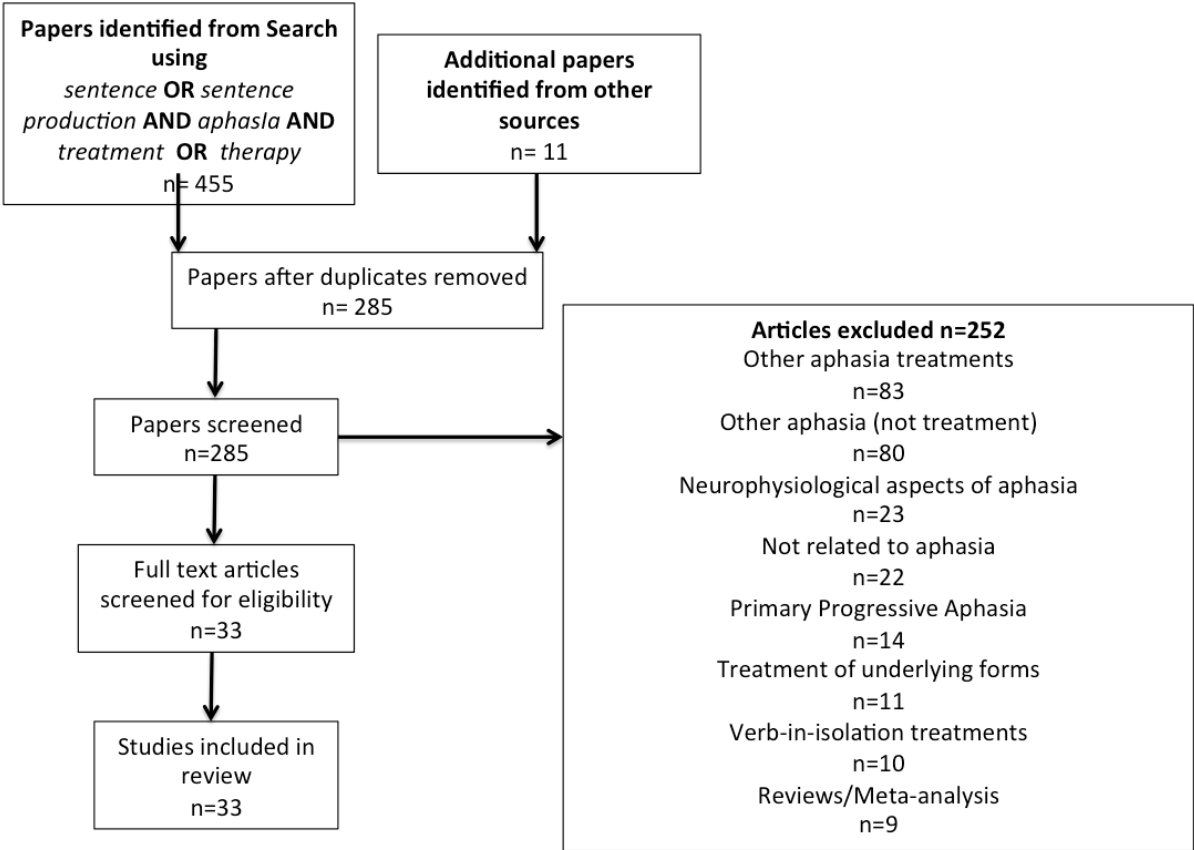 Papers identified from Search
using
sentence OR sentence
production AND aphasIa AND
treatment OR therapy
n= 455
Additional papers
identified from other
sources
n= 11
Papers after duplicates removed
n= 285
Papers screened
n=285
Full text articles
screened for eligibility
n=33
Studies included in
review
n=33
Articles excluded n=252
Other aphasia treatments
n=83
Other aphasia (not treatment)
n=80
Neurophysiological aspects of aphasia
n=23
Not related to aphasia
n=22
Primary Progressive Aphasia
n=14
Treatment of underlying forms
n=11
Verb-in-isolation treatments
n=10
Reviews/Meta-analysis
n=9